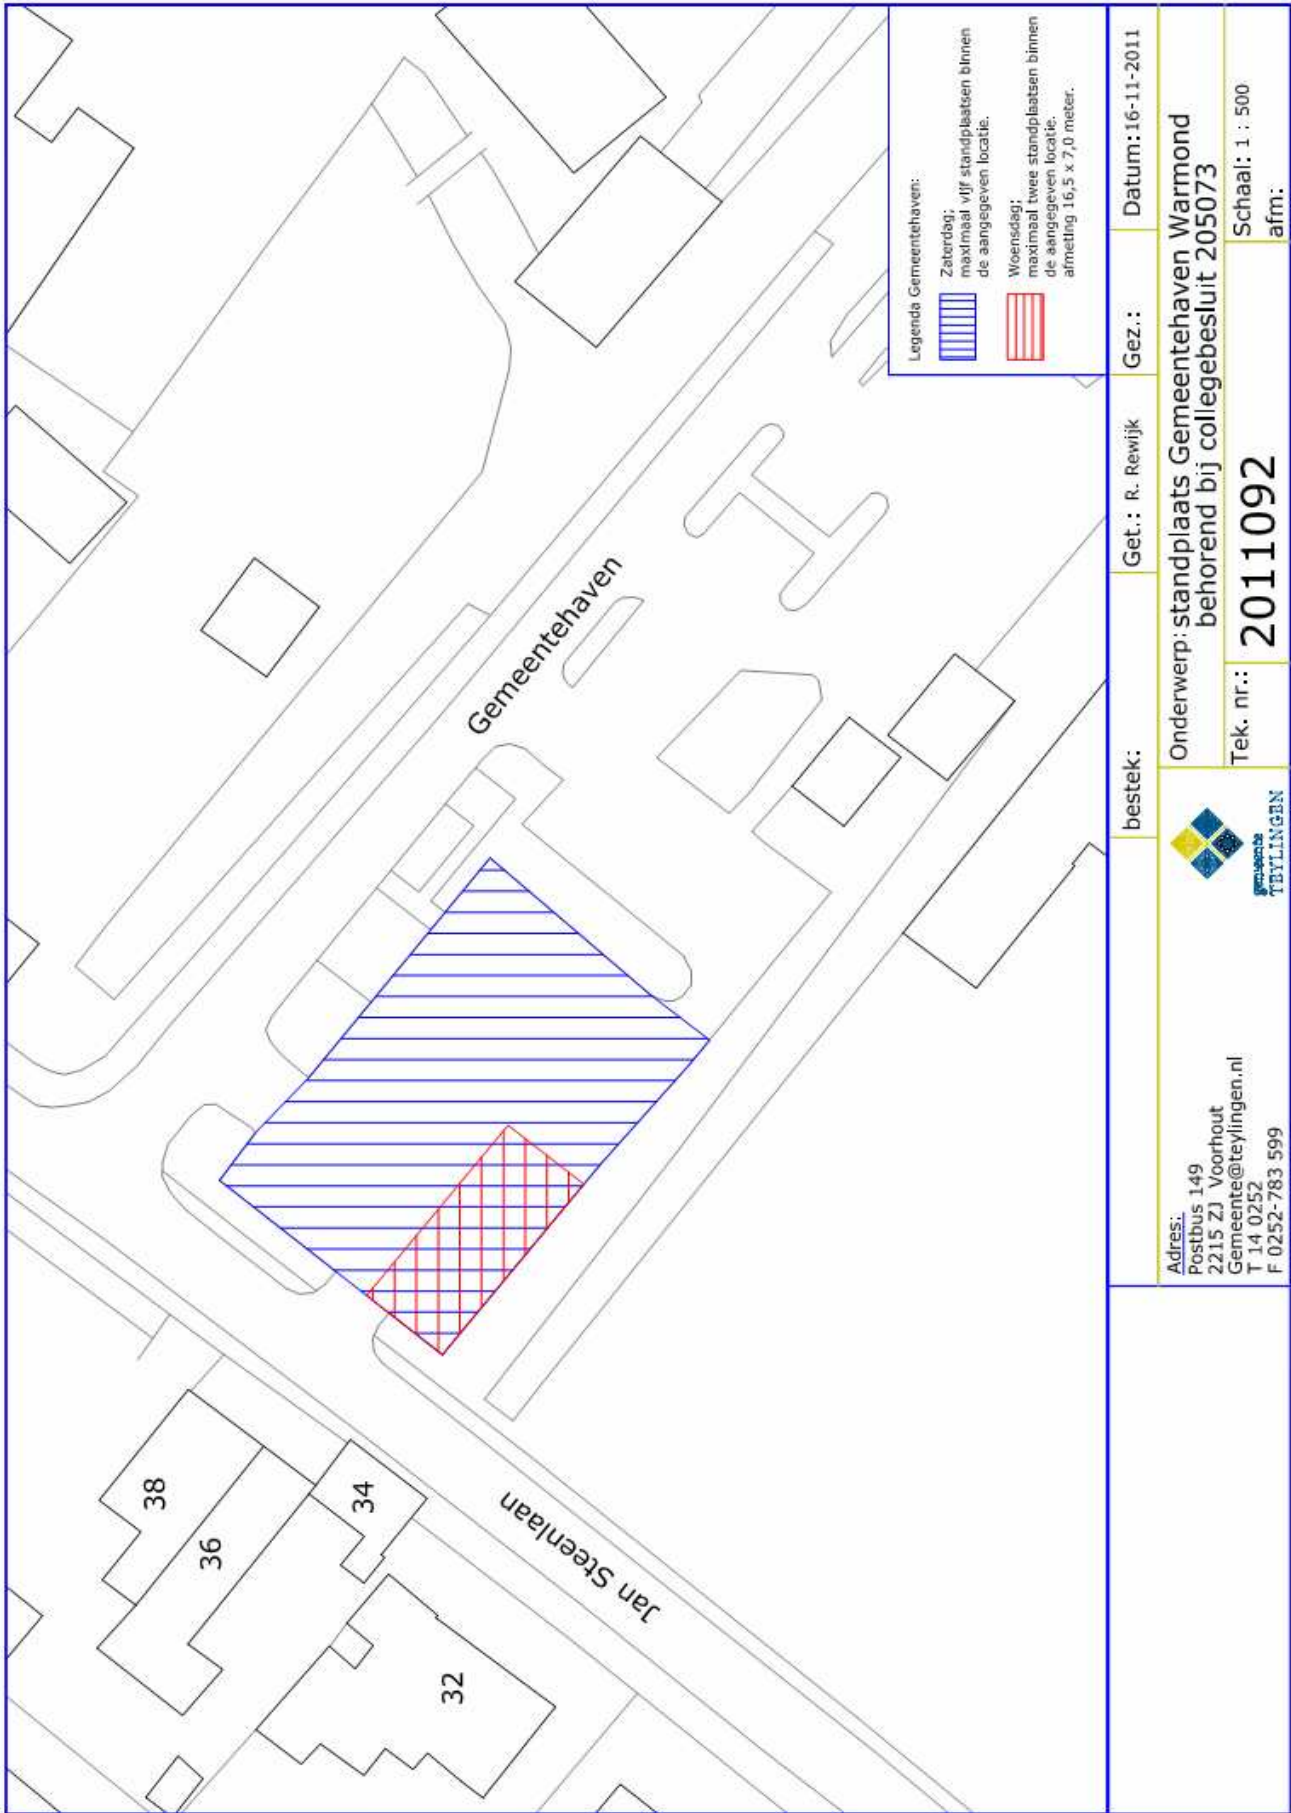 38
36
34
32
Jan Steenlaan
Gemeentehaven
Legenda Gemeentehaven:
Zaterdag;
maximaal vijf standplaatsen binnen
de aangegeven locatie.
Woensdag;
maximaal twee standplaatsen binnen
de aangegeven locatie.
afmeting 16,5 x 7,0 meter.
bestek:
Get.: R. Rewijk
Gez.:
Datum:16-11-2011
Adres:
Postbus 149
2215 ZJ Voorhout
Gemeente@teylingen.nl
T 14 0252
F 0252-783 599
gemeente
TEYLINGEN
Onderwerp: standplaats Gemeentehaven Warmond
behorend bij collegebesluit 205073
Tek. nr.: 2011092
Schaal: 1 : 500
afm: